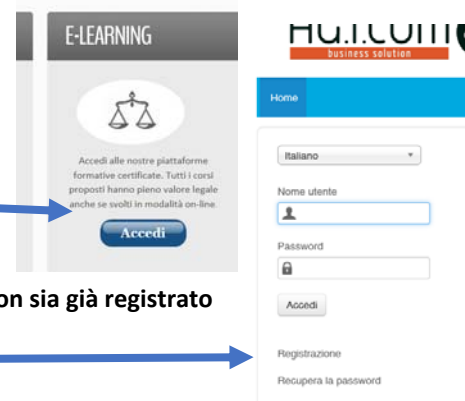 E-LEARNING
Accedi alle nostre piattaforme
formative certificate. Tutti i corsi
proposti hanno pieno valore legale
anche se svolti in modalità on-line.
Accedi
on sia già registrato
business solution
Home
Italiano
Nome utente
Password
Accedi
Registrazione
Recupera la password